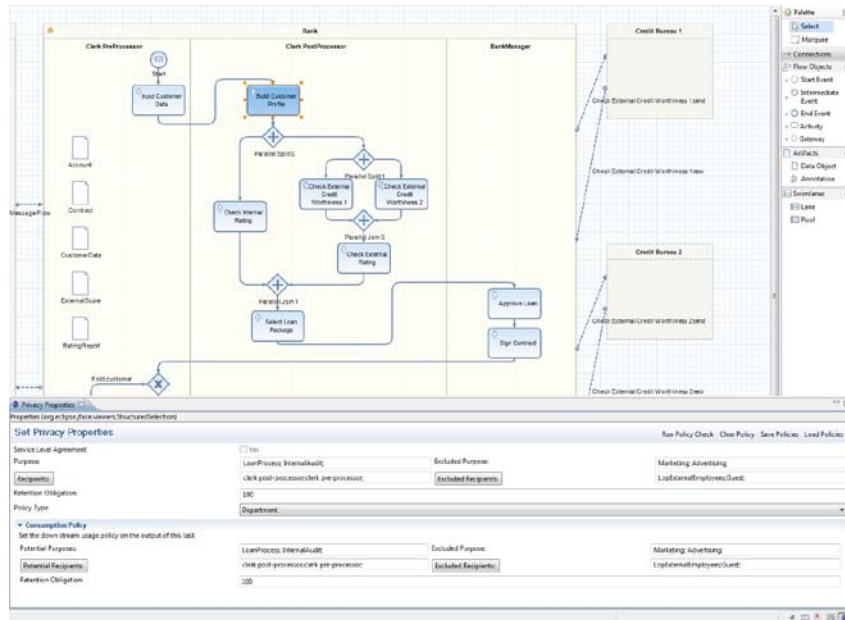 Bank
Clerk PreProcessor
Clerk PostProcessor
BankManager
Start
Input Customer Data
Build Customer Profile
Parallel Split 0
Parallel Split 1
Account
Contract
CustomerData
ExternalScore
RatingReport
Message Flow
Check Internal Rating
Check External Credit Worthiness 1
Check External Credit Worthiness 2
Parallel Join 0
Check External Rating
Parallel Join 1
Select Loan Package
Approve Loan
Sign Contract
Credit Bureau 1
Check External Credit Worthiness 1send
Check External Credit Worthiness 1recv
Credit Bureau 2
Check External Credit Worthiness 2send
Check External Credit Worthiness 2recv
Palette
Select
Marquee
Connections
Flow Objects
Start Event
Intermediate Event
End Event
Activity
Gateway
Artifacts
Data Object
Annotation
Swimlanes
Lane
Pool
Privacy Properties
Properties (org.eclipse.jface.viewers.StructuredSelection)
Set Privacy Properties
Run Policy Check Clear Policy Save Policies Load Policies
Service Level Agreement
Yes
Purpose:
LoanProcess; InternalAudit;
Excluded Purpose:
Marketing; Advertising;
Recipients:
clerk post-processor;clerk pre-processor;
Excluded Recipients:
Retention Obligation:
100
Policy Type
Department
Consumption Policy
Set the down stream usage policy on the output of this task
Potential Purposes:
LoanProcess; InternalAudit;
Excluded Purpose:
Marketing; Advertising;
Potential Recipients:
clerk post-processor;clerk pre-processor;
Excluded Recipients:
Retention Obligation:
100